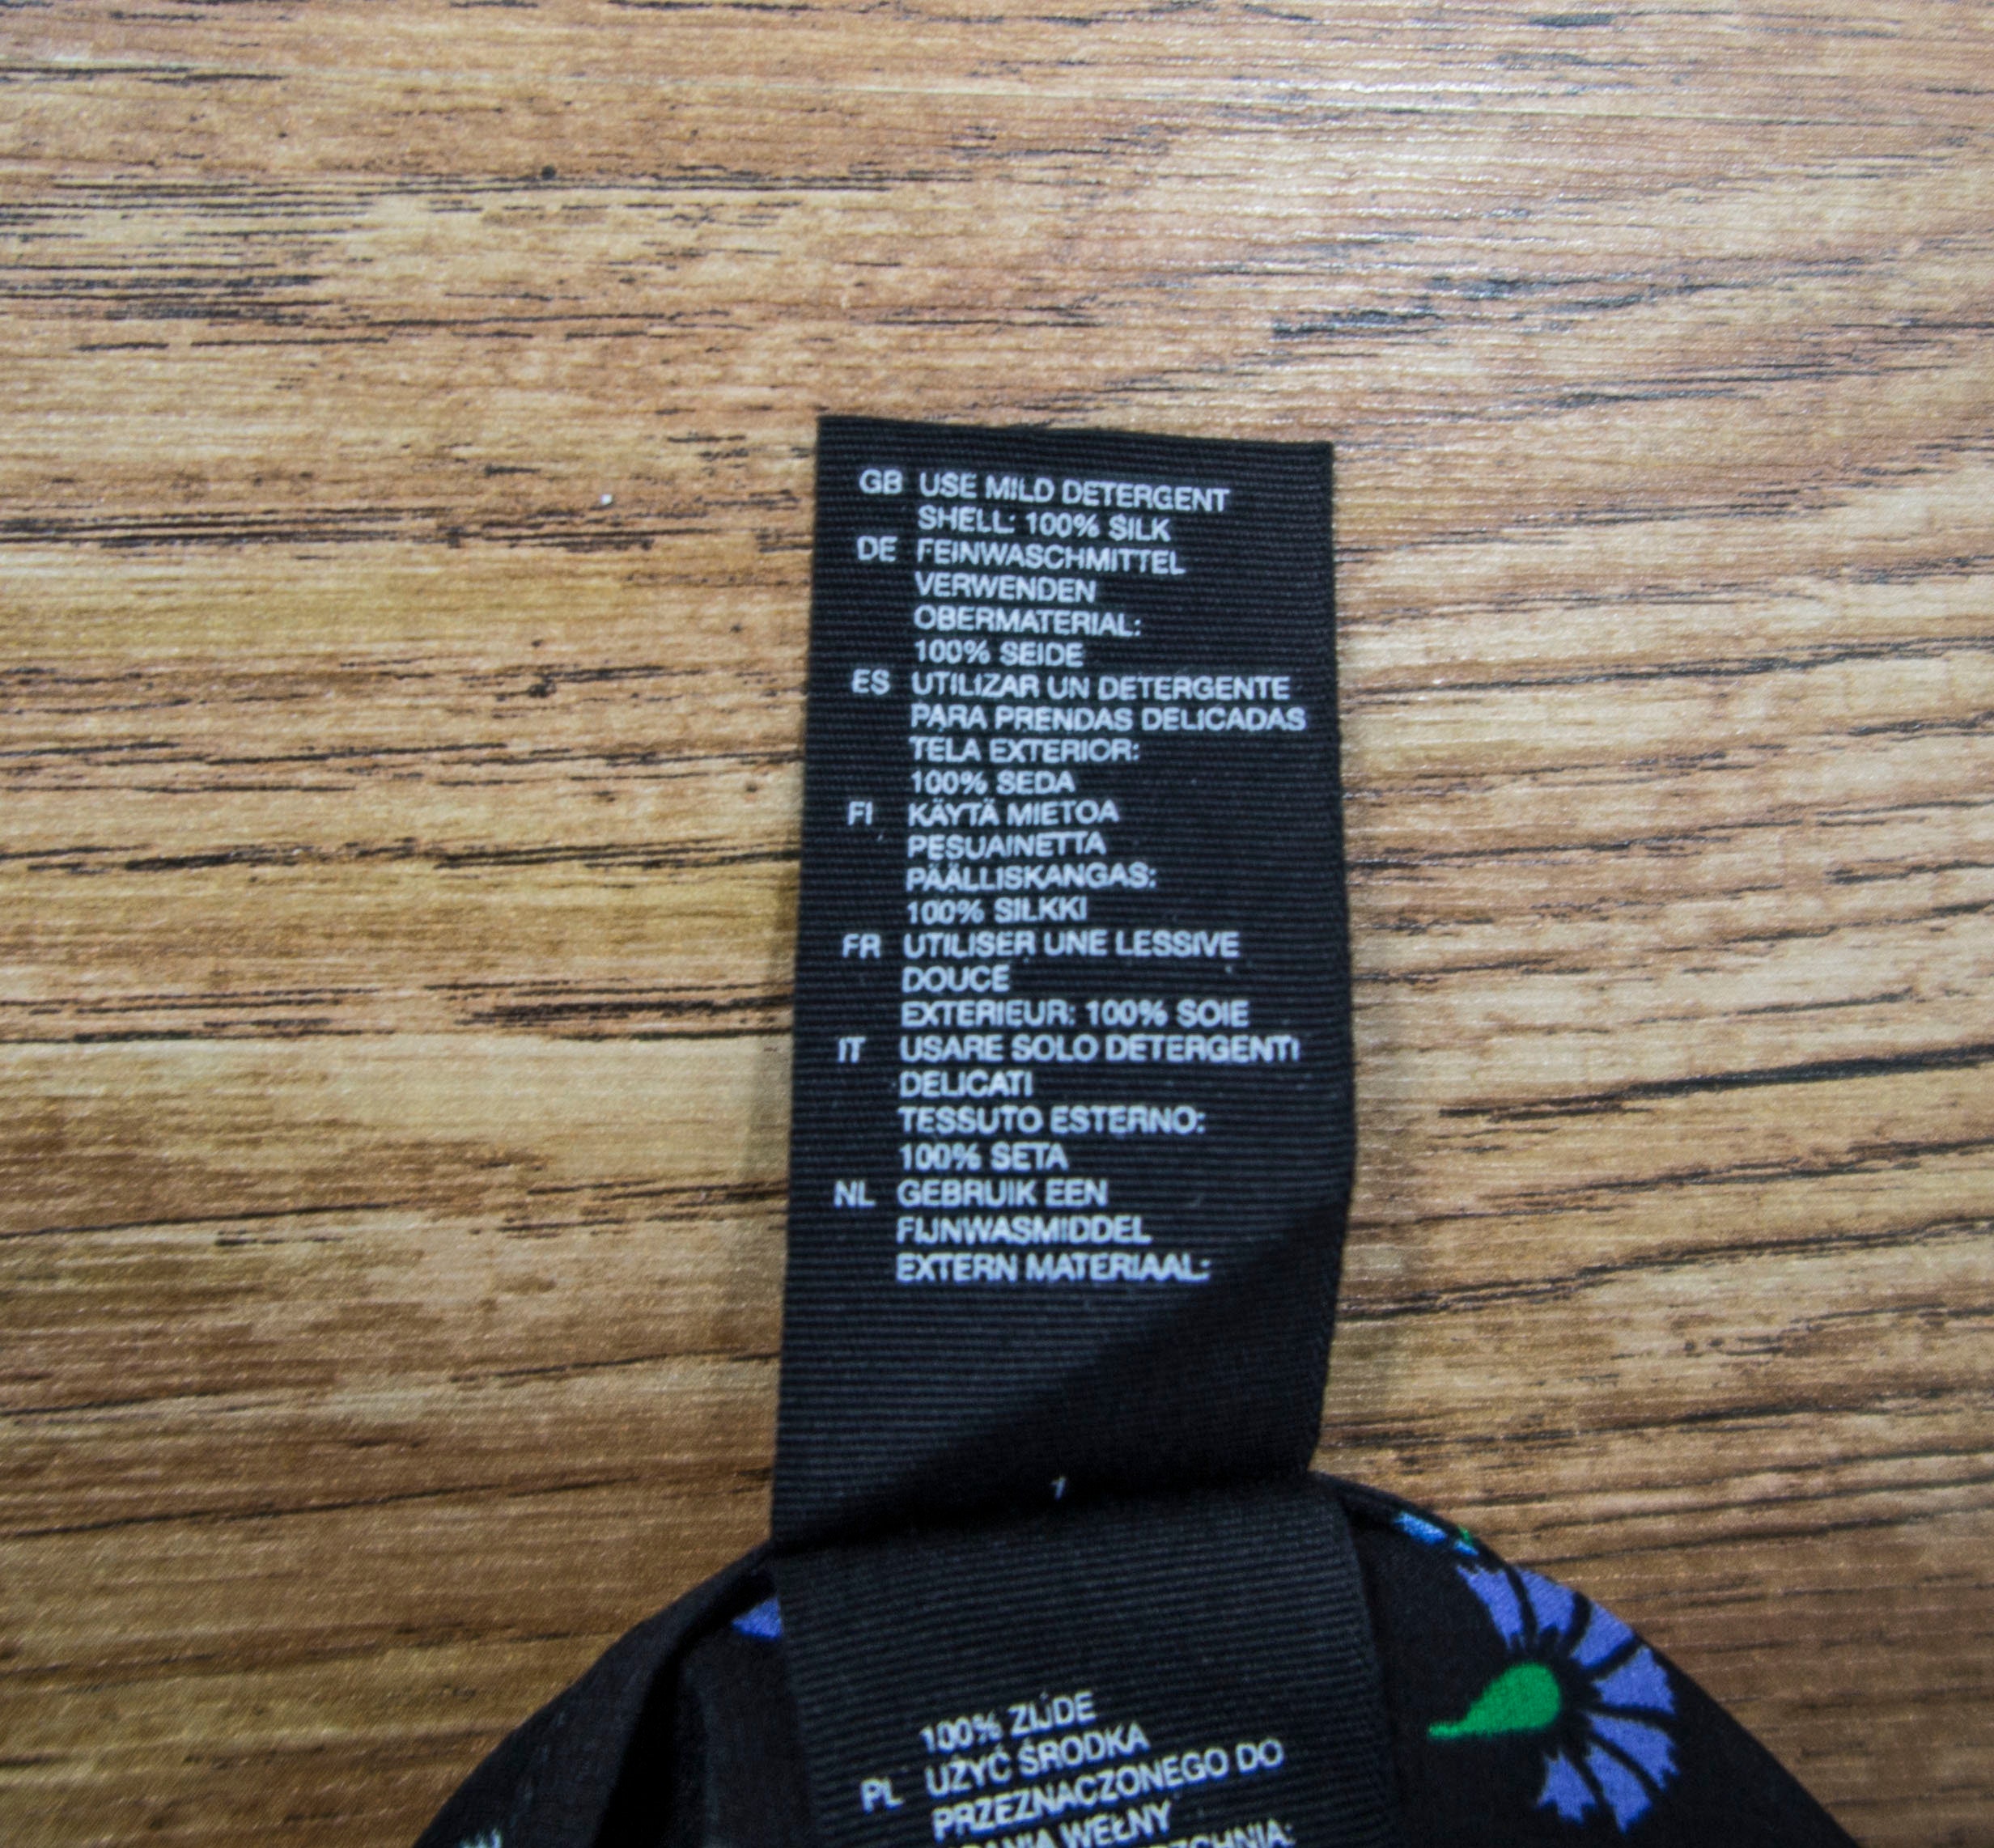 GB USE MILD DETERGENT
SHELL: 100% SILK
DE FEINWASCHMITTEL
VERWENDEN
OBERMATERIAL:
100% SEIDE
ES UTILIZAR UN DETERGENTE
PARA PRENDAS DELICADAS
TELA EXTERIOR:
100% SEDA
FI KÄYTÄ MIETOA
PESUAINETTA
PÄÄLLISKANGAS:
100% SILKKI
FR UTILISER UNE LESSIVE
DOUCE
EXTERIEUR: 100% SOIE
IT USARE SOLO DETERGENTI
DELICATI
TESSUTO ESTERNO:
100% SETA
NL GEBRUIK EEN
FIJNWASMIDDEL
EXTERN MATERIAAL:
100% ZIJDE
PL UŻYĆ ŚRODKA
PRZEZNACZONEGO DO
WEŁNY